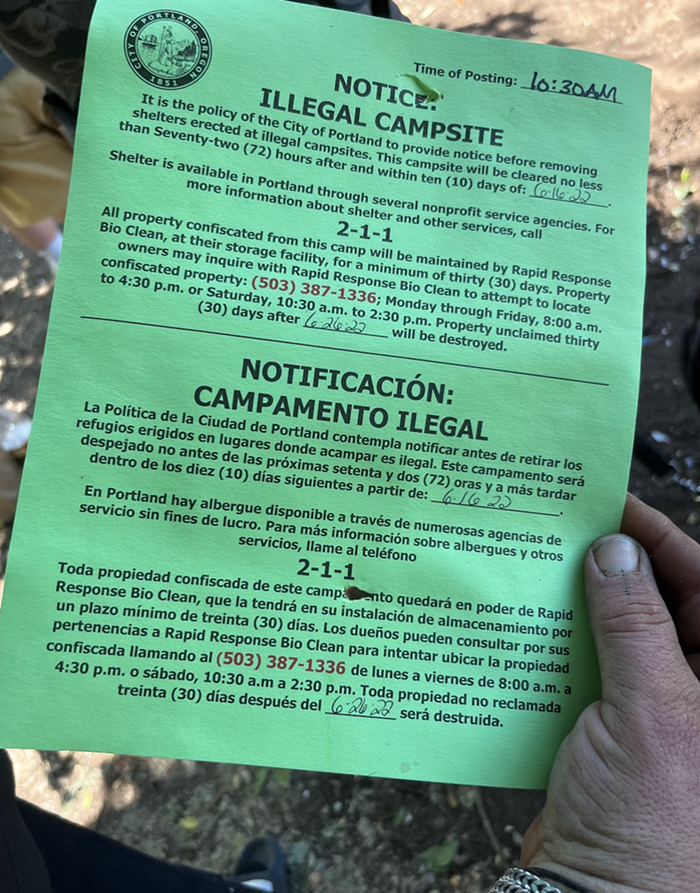 CITY OF PORTLAND, OREGON
1851
Time of Posting: 10:30AM
NOTICE:
ILLEGAL CAMPSITE
It is the policy of the City of Portland to provide notice before removing
shelters erected at illegal campsites. This campsite will be cleared no less
than Seventy-two (72) hours after and within ten (10) days of: 6-16-22.
Shelter is available in Portland through several nonprofit service agencies. For
more information about shelter and other services, call
2-1-1
All property confiscated from this camp will be maintained by Rapid Response
Bio Clean, at their storage facility, for a minimum of thirty (30) days. Property
owners may inquire with Rapid Response Bio Clean to attempt to locate
confiscated property: (503) 387-1336; Monday through Friday, 8:00 a.m.
to 4:30 p.m. or Saturday, 10:30 a.m. to 2:30 p.m. Property unclaimed thirty
(30) days after 6-26-22 will be destroyed.
NOTIFICACIÓN:
CAMPAMENTO ILEGAL
La Política de la Ciudad de Portland contempla notificar antes de retirar los
refugios erigidos en lugares donde acampar es ilegal. Este campamento será
despejado no antes de las próximas setenta y dos (72) oras y a más tardar
dentro de los diez (10) días siguientes a partir de: 6-16-22.
En Portland hay albergue disponible a través de numerosas agencias de
servicio sin fines de lucro. Para más información sobre albergues y otros
servicios, llame al teléfono
2-1-1
Toda propiedad confiscada de este campamento quedará en poder de Rapid
Response Bio Clean, que la tendrá en su instalación de almacenamiento por
un plazo mínimo de treinta (30) días. Los dueños pueden consultar por sus
pertenencias a Rapid Response Bio Clean para intentar ubicar la propiedad
confiscada llamando al (503) 387-1336 de lunes a viernes de 8:00 a.m. a
4:30 p.m. o sábado, 10:30 a.m a 2:30 p.m. Toda propiedad no reclamada
treinta (30) días después del 6-26-22 será destruida.